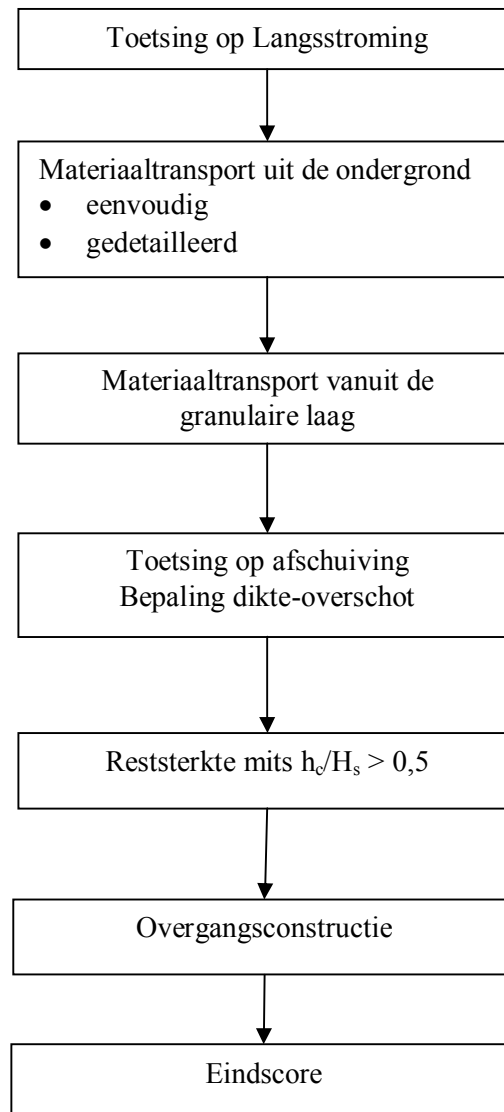 Toetsing op Langsstroming
Materiaaltransport uit de ondergrond
• eenvoudig
• gedetailleerd
Materiaaltransport vanuit de
granulaire laag
Toetsing op afschuiving
Bepaling dikte-overschot
Reststerkte mits hc/Hs > 0,5
Overgangsconstructie
Eindscore